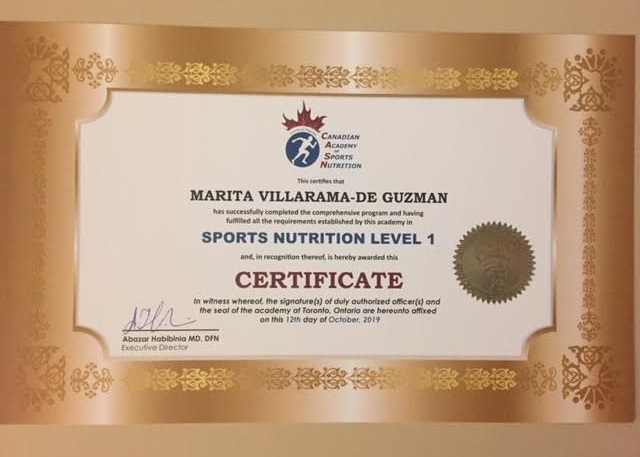 CANADIAN
ACADEMY
OF
SPORTS
NUTRITION
This certifies that
MARITA VILLARAMA-DE GUZMAN
has successfully completed the comprehensive program and having
fulfilled all the requirements established by this academy in
SPORTS NUTRITION LEVEL 1
and, in recognition thereof, is hereby awarded this
CERTIFICATE
In witness whereof, the signature(s) of duly authorized officer(s) and
the seal of the academy at Toronto, Ontario are hereunto affixed
on this 12th day of October, 2019
Abazar Habibinia MD, DFN
Executive Director